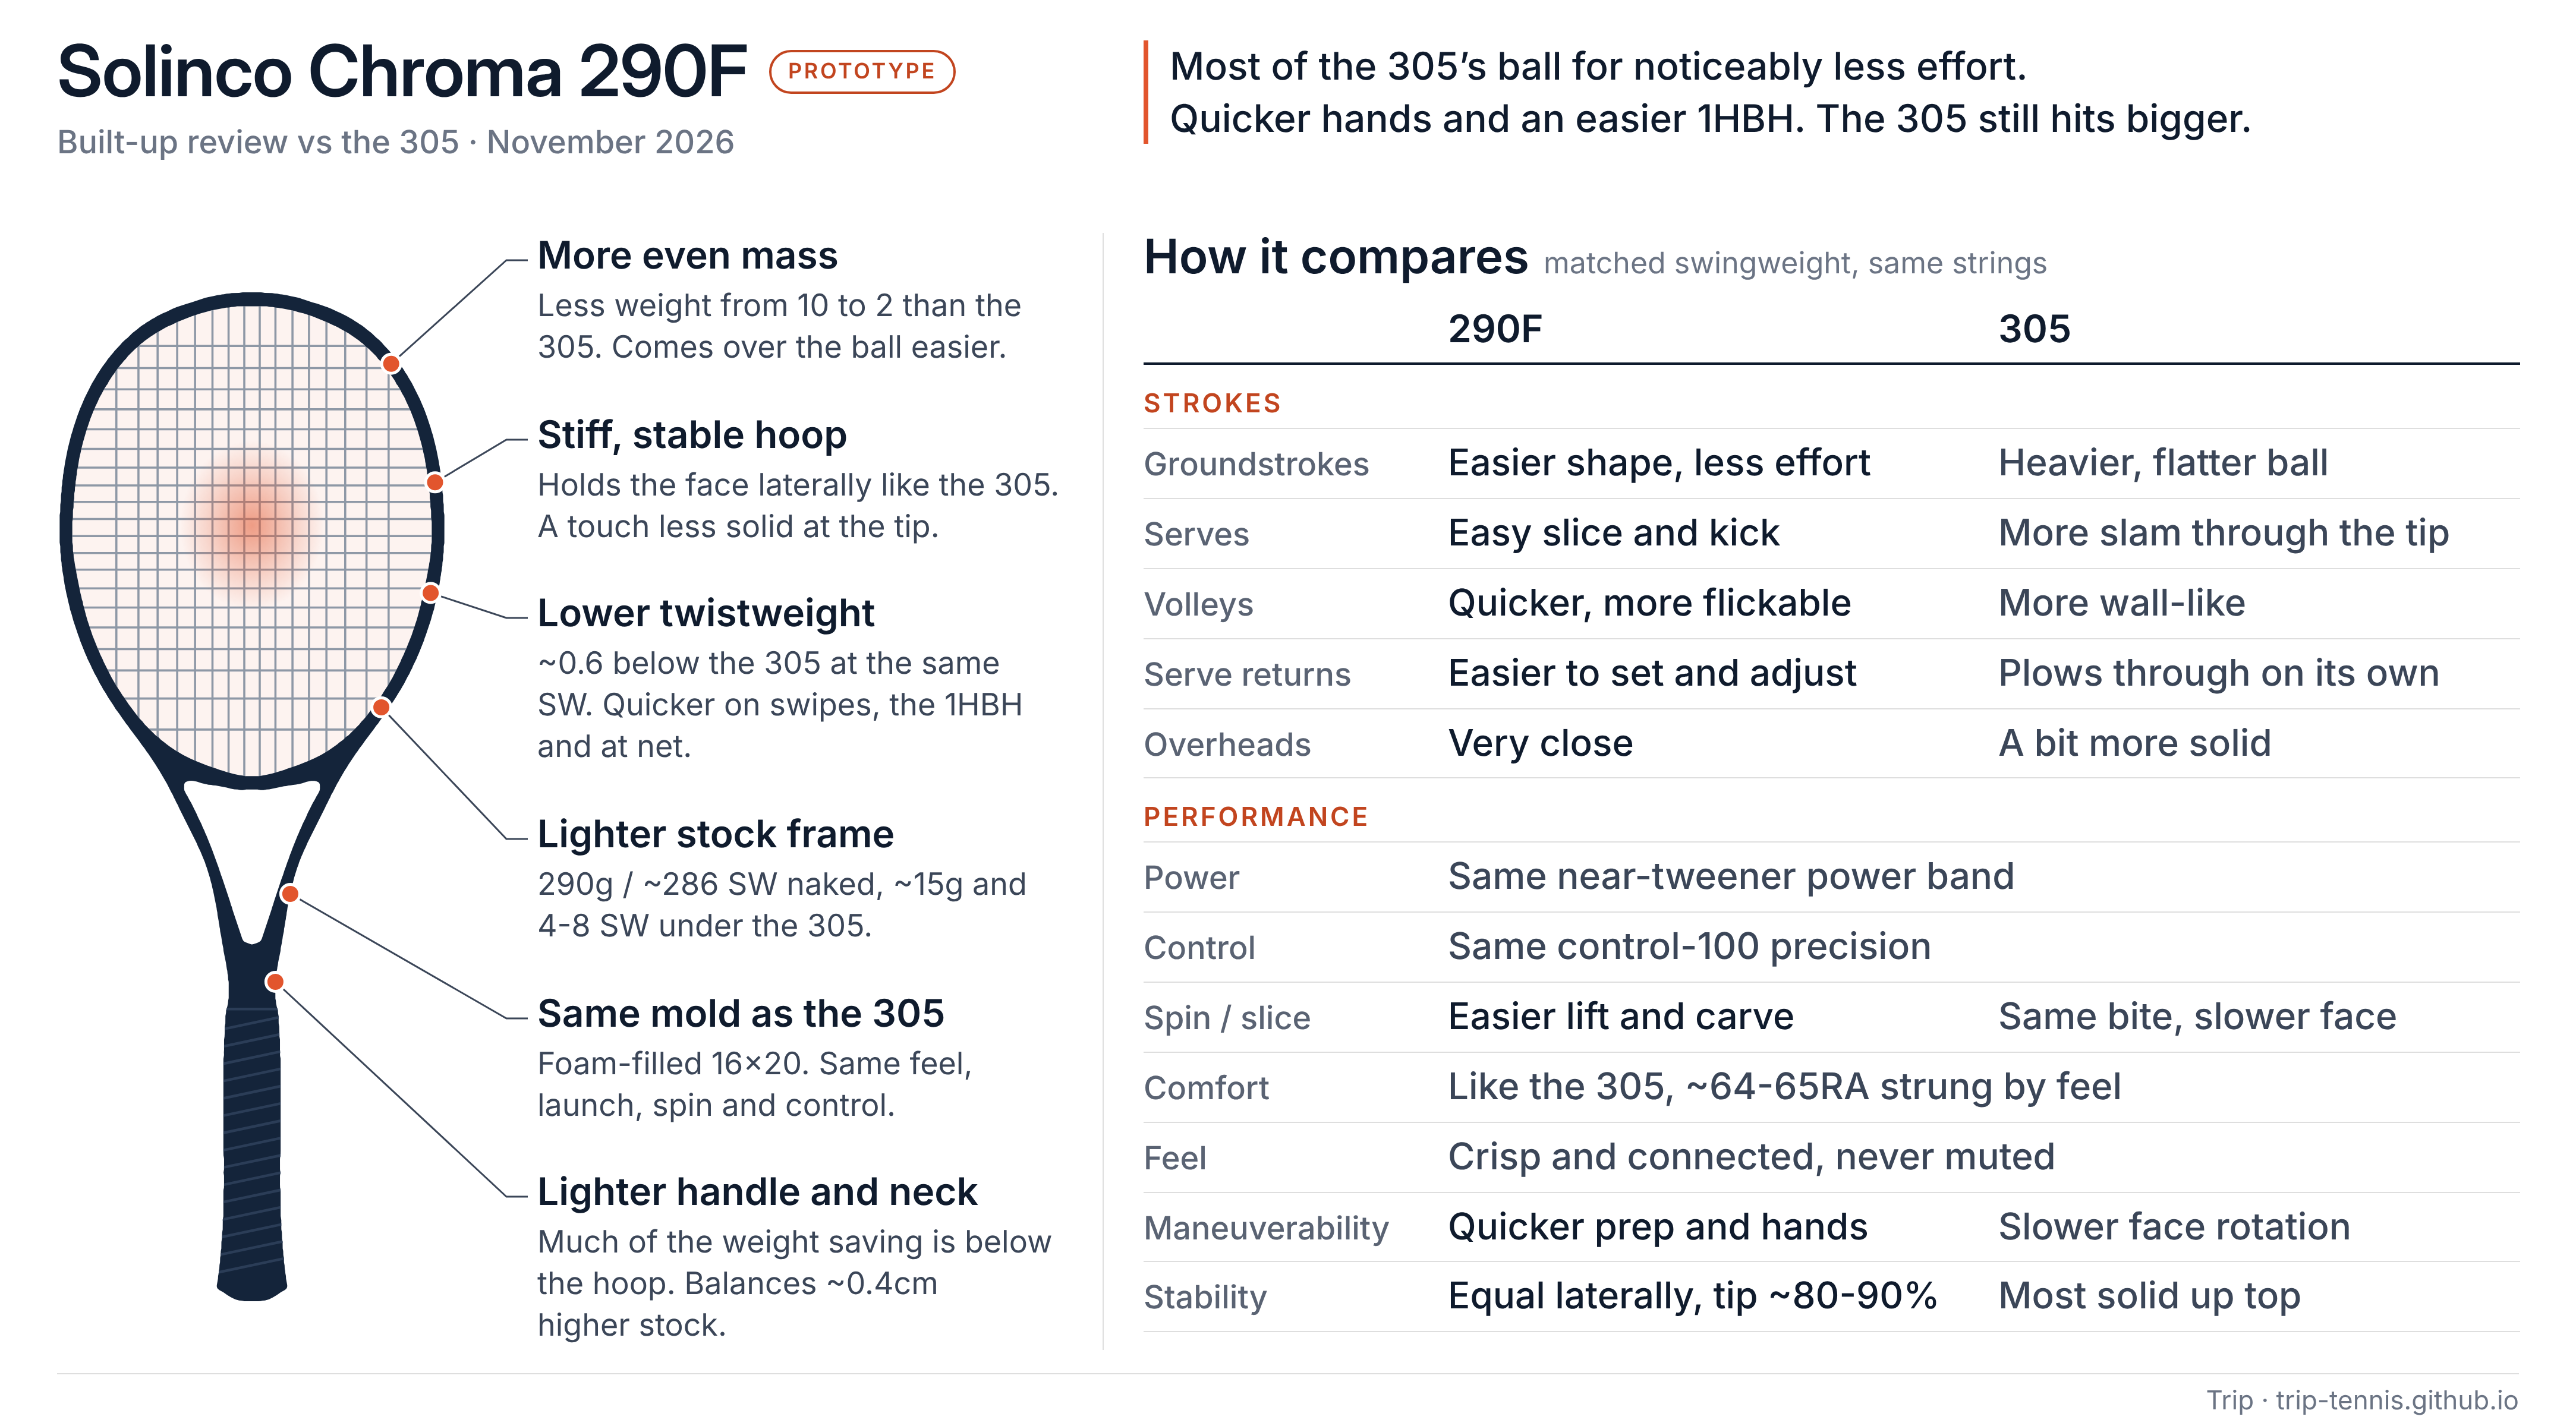 Solinco Chroma 290F PROTOTYPE
Built-up review vs the 305 · November 2026
Most of the 305’s ball for noticeably less effort.
Quicker hands and an easier 1HBH. The 305 still hits bigger.
More even mass
Less weight from 10 to 2 than the
305. Comes over the ball easier.
Stiff, stable hoop
Holds the face laterally like the 305.
A touch less solid at the tip.
Lower twistweight
~0.6 below the 305 at the same
SW. Quicker on swipes, the 1HBH
and at net.
Lighter stock frame
290g / ~286 SW naked, ~15g and
4-8 SW under the 305.
Same mold as the 305
Foam-filled 16×20. Same feel,
launch, spin and control.
Lighter handle and neck
Much of the weight saving is below
the hoop. Balances ~0.4cm
higher stock.
How it compares matched swingweight, same strings
290F 305
STROKES
Groundstrokes Easier shape, less effort Heavier, flatter ball
Serves Easy slice and kick More slam through the tip
Volleys Quicker, more flickable More wall-like
Serve returns Easier to set and adjust Plows through on its own
Overheads Very close A bit more solid
PERFORMANCE
Power Same near-tweener power band
Control Same control-100 precision
Spin / slice Easier lift and carve Same bite, slower face
Comfort Like the 305, ~64-65RA strung by feel
Feel Crisp and connected, never muted
Maneuverability Quicker prep and hands Slower face rotation
Stability Equal laterally, tip ~80-90% Most solid up top
Trip · trip-tennis.github.io